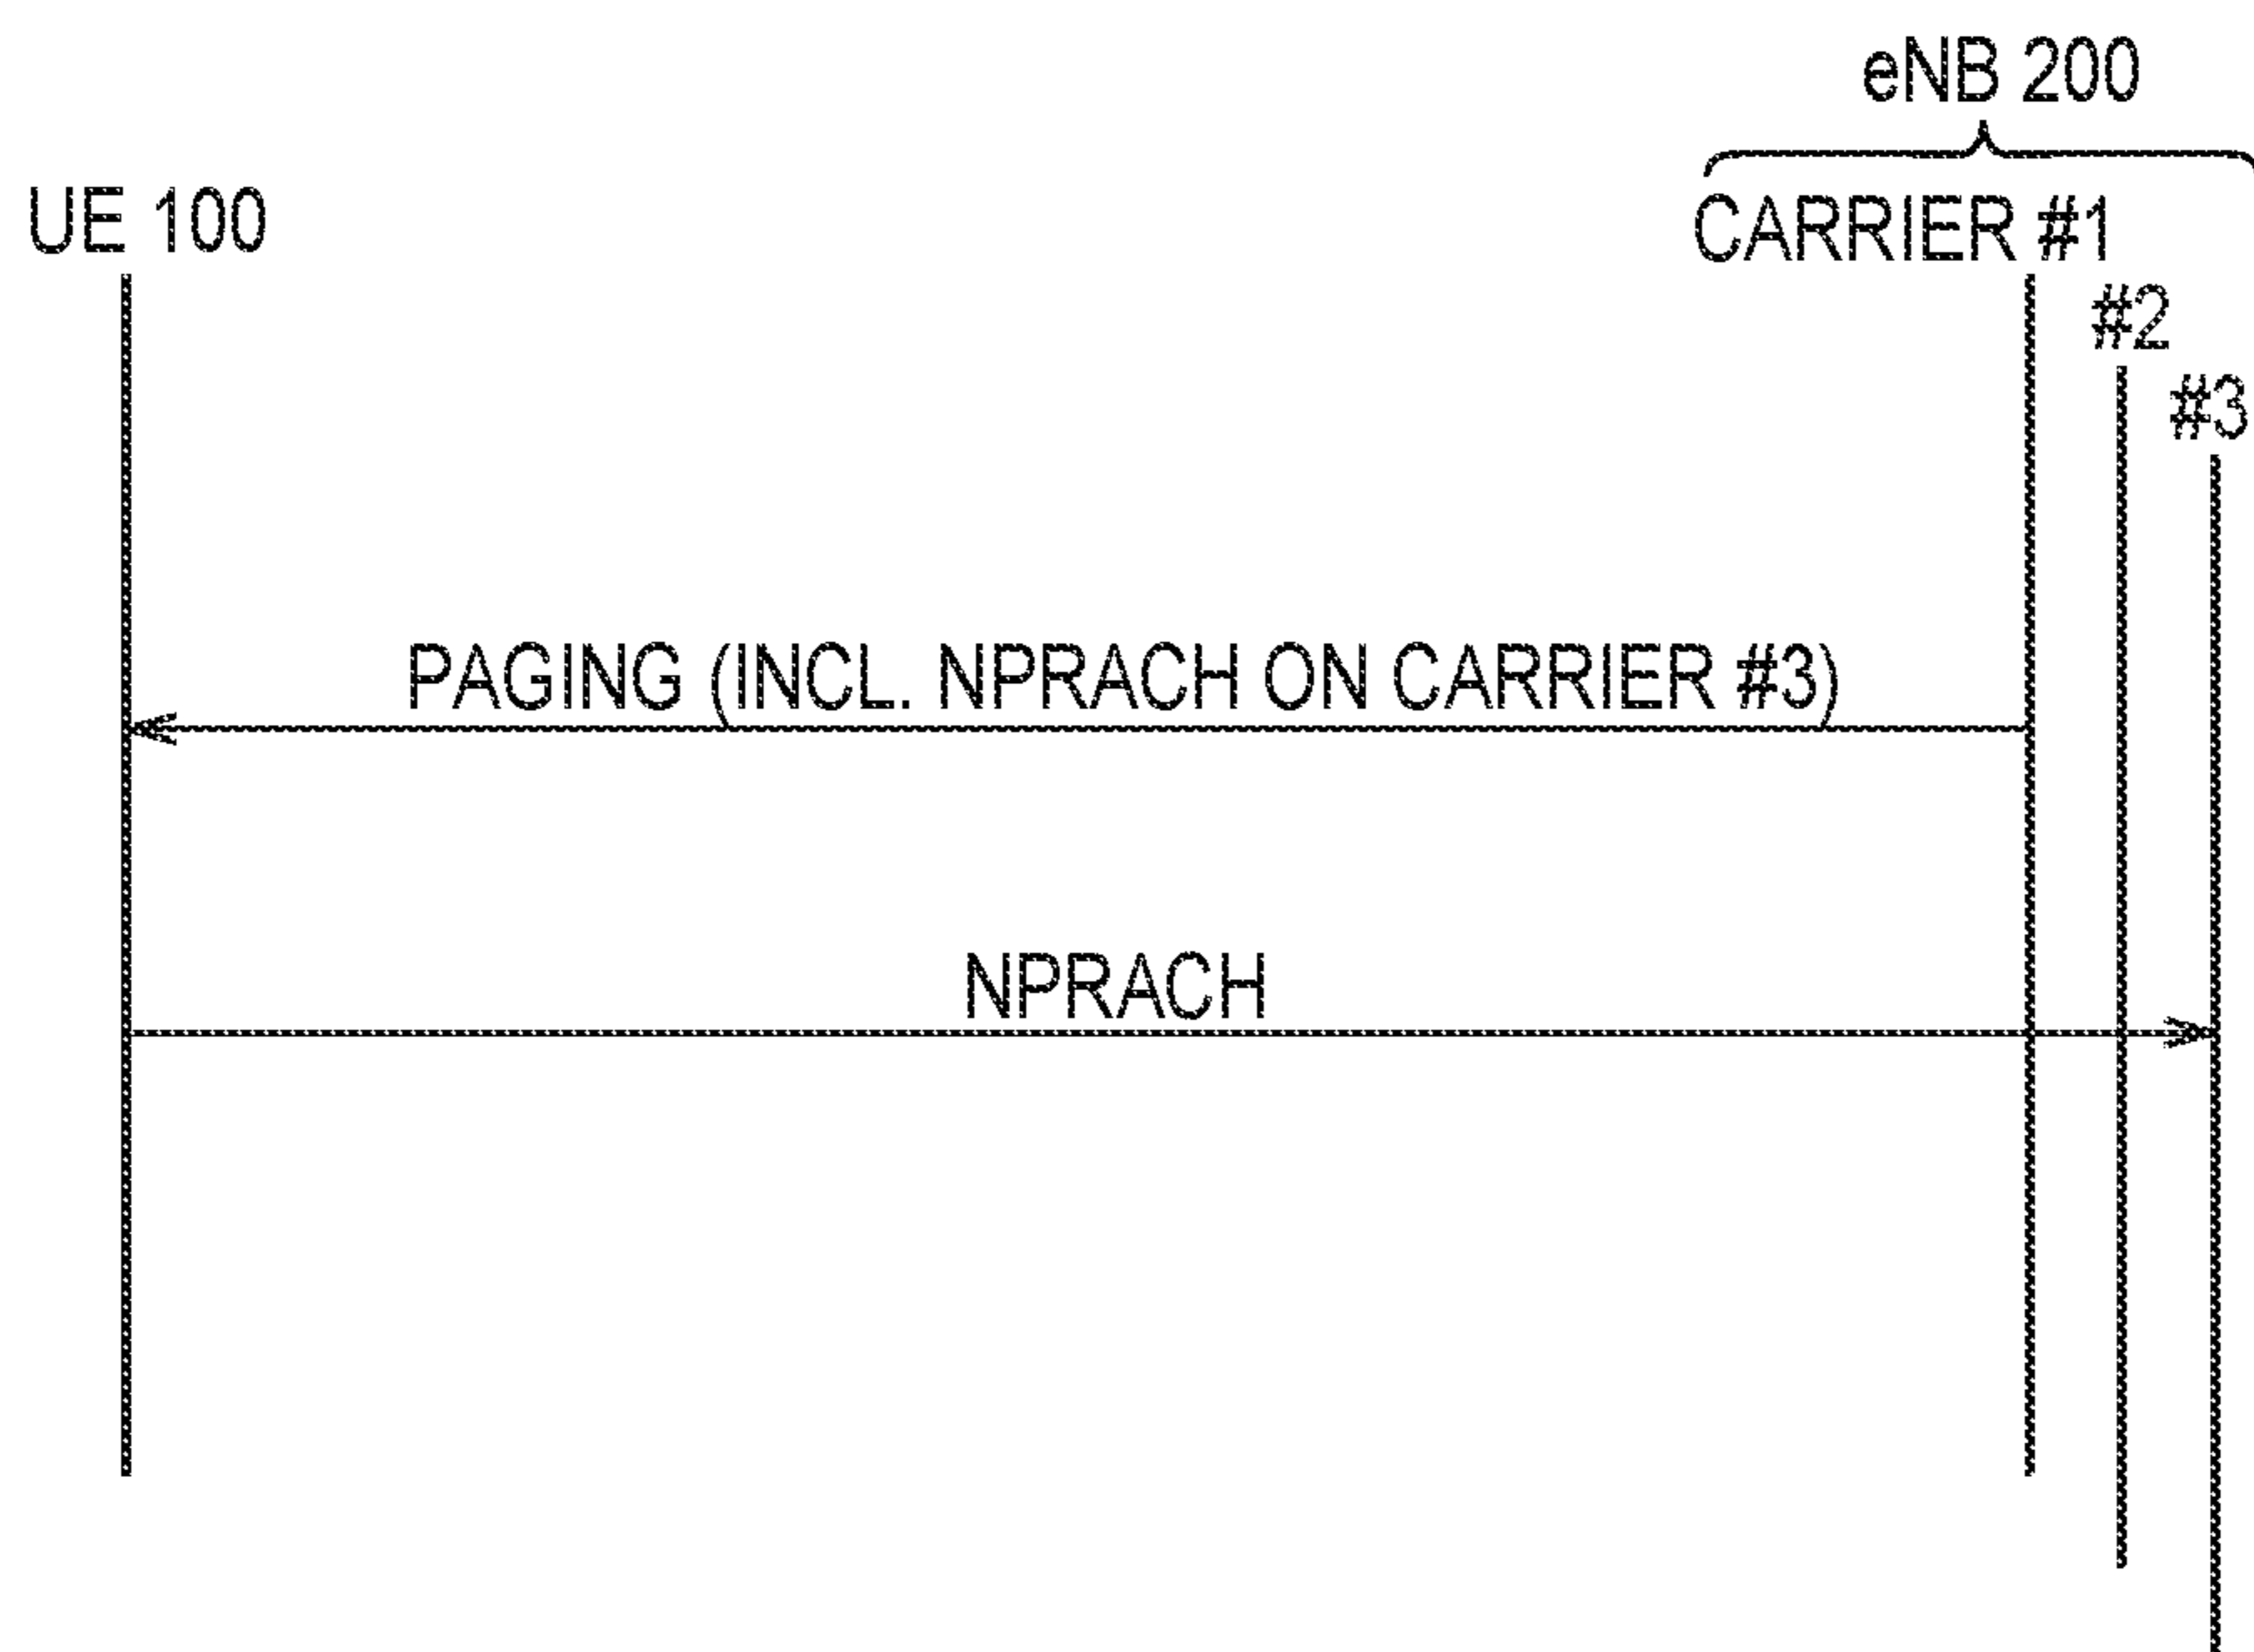 eNB 200
UE 100
CARRIER #1
#2
#3
PAGING (INCL. NPRACH ON CARRIER #3)
NPRACH